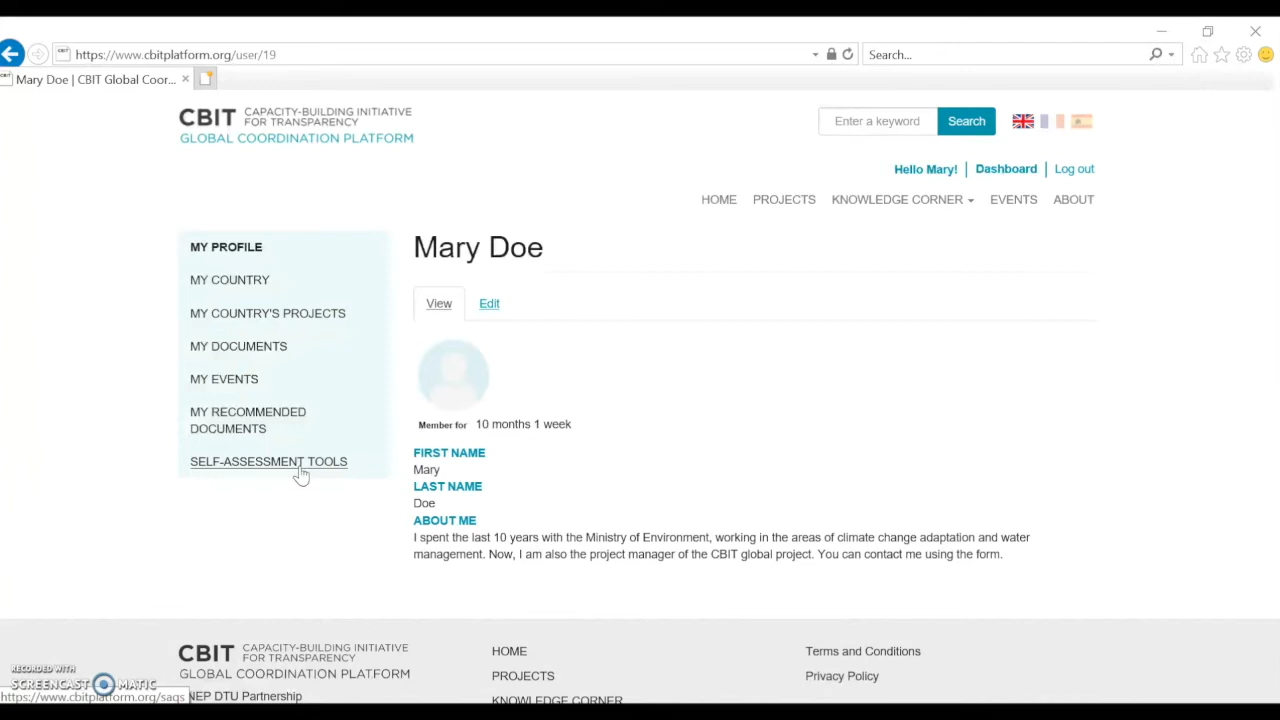 https://www.cbitplatform.org/user/19
Search...
CBIT
Mary Doe | CBIT Global Coor...
CBIT CAPACITY-BUILDING INITIATIVE
FOR TRANSPARENCY
GLOBAL COORDINATION PLATFORM
Enter a keyword Search
Hello Mary! | Dashboard | Log out
HOME PROJECTS KNOWLEDGE CORNER EVENTS ABOUT
MY PROFILE
MY COUNTRY
MY COUNTRY'S PROJECTS
MY DOCUMENTS
MY EVENTS
MY RECOMMENDED
DOCUMENTS
SELF-ASSESSMENT TOOLS
Mary Doe
View Edit
Member for 10 months 1 week
FIRST NAME
Mary
LAST NAME
Doe
ABOUT ME
I spent the last 10 years with the Ministry of Environment, working in the areas of climate change adaptation and water
management. Now, I am also the project manager of the CBIT global project. You can contact me using the form.
CBIT CAPACITY-BUILDING INITIATIVE
FOR TRANSPARENCY
GLOBAL COORDINATION PLATFORM
NEP DTU Partnership
HOME
PROJECTS
KNOWLEDGE CORNER
Terms and Conditions
Privacy Policy
RECORDED WITH
SCREENCAST MATIC
https://www.cbitplatform.org/saqs